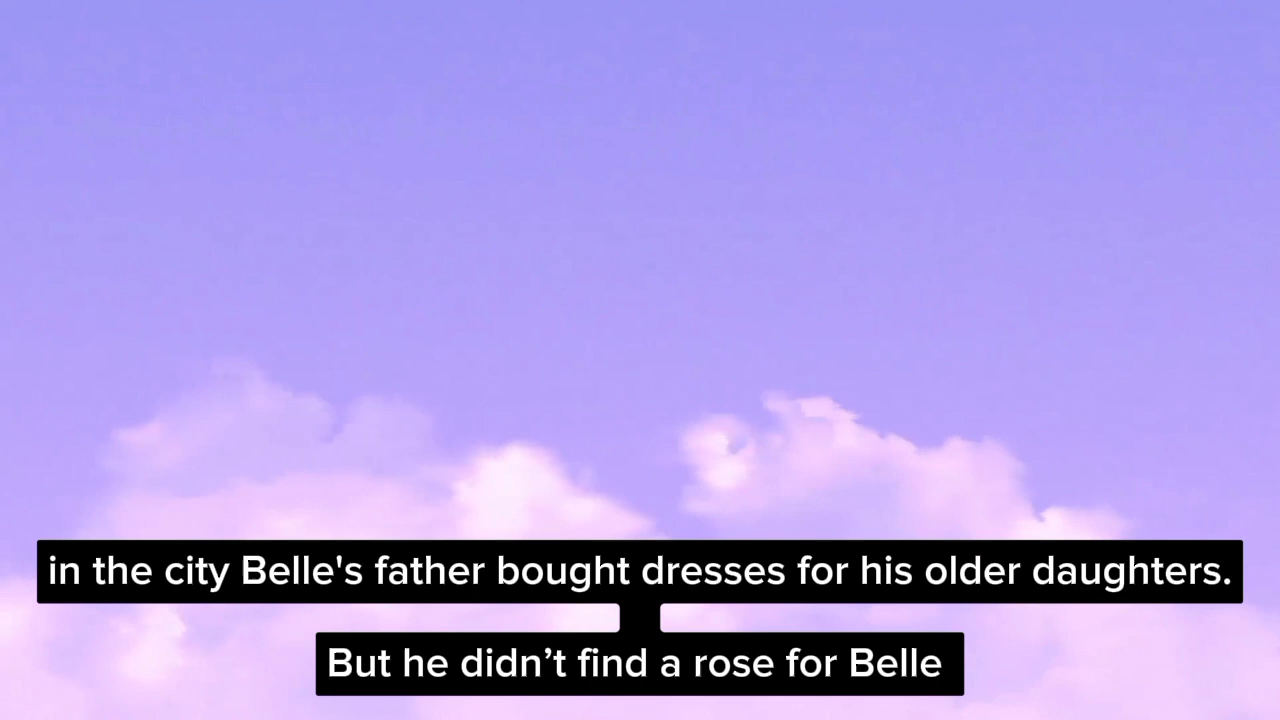 in the city Belle's father bought dresses for his older daughters.
But he didn’t find a rose for Belle